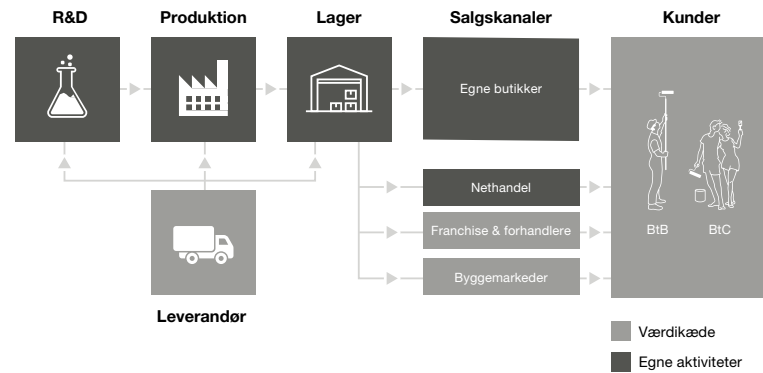 R&D
Produktion
Lager
Salgskanaler
Kunder
Egne butikker
Nethandel
Franchise & forhandlere
Byggemarkeder
BtB
BtC
Leverandør
Værdikæde
Egne aktiviteter